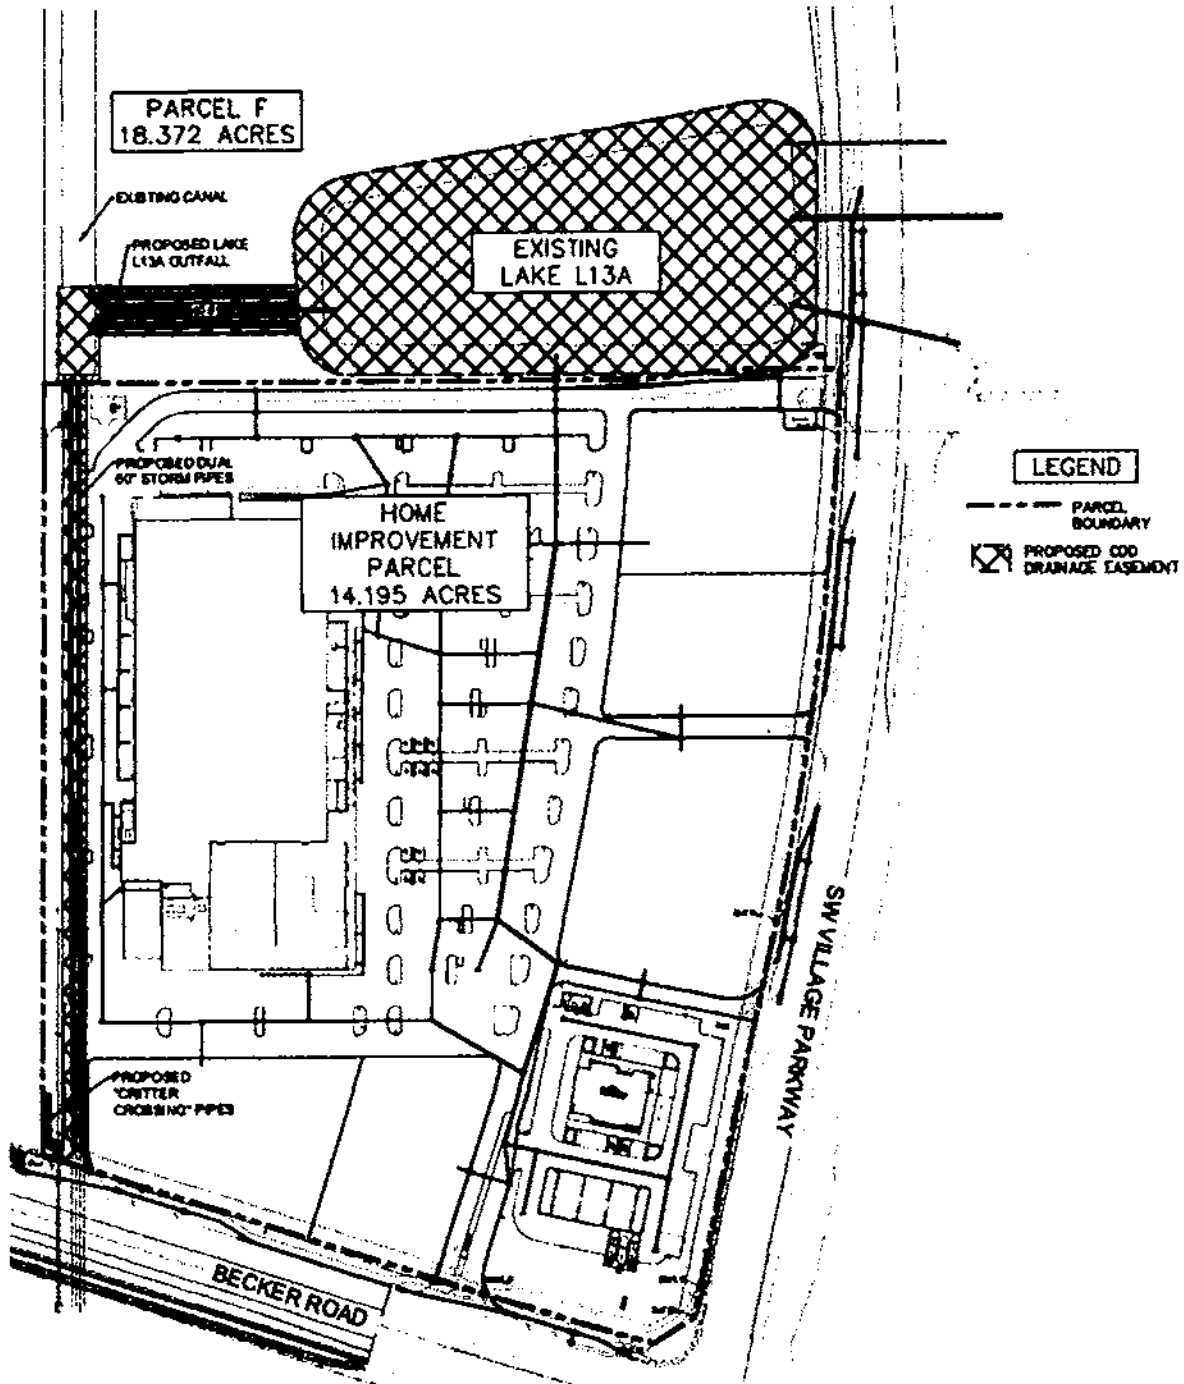 PARCEL F
18.372 ACRES
EXISTING CANAL
PROPOSED LAKE
L13A OUTFALL
EXISTING
LAKE L13A
PROPOSED DUAL
60" STORM PIPES
HOME
IMPROVEMENT
PARCEL
14.195 ACRES
LEGEND
PARCEL
BOUNDARY
PROPOSED CDD
DRAINAGE EASEMENT
SW VILLAGE PARKWAY
PROPOSED
"CRITTER
CROSSING" PIPES
BECKER ROAD